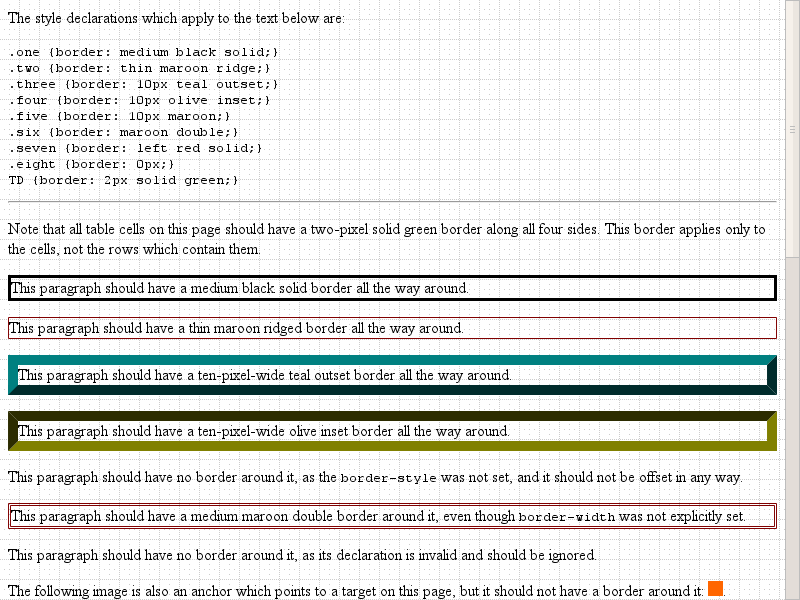 The style declarations which apply to the text below are:
.one {border: medium black solid;}
.two {border: thin maroon ridge;}
.three {border: 10px teal outset;}
.four {border: 10px olive inset;}
.five {border: 10px maroon;}
.six {border: maroon double;}
.seven {border: left red solid;}
.eight {border: 0px;}
TD {border: 2px solid green;}
Note that all table cells on this page should have a two-pixel solid green border along all four sides. This border applies only to
the cells, not the rows which contain them.
This paragraph should have a medium black solid border all the way around.
This paragraph should have a thin maroon ridged border all the way around.
This paragraph should have a ten-pixel-wide teal outset border all the way around.
This paragraph should have a ten-pixel-wide olive inset border all the way around.
This paragraph should have no border around it, as the border-style was not set, and it should not be offset in any way.
This paragraph should have a medium maroon double border around it, even though border-width was not explicitly set.
This paragraph should have no border around it, as its declaration is invalid and should be ignored.
The following image is also an anchor which points to a target on this page, but it should not have a border around it: .